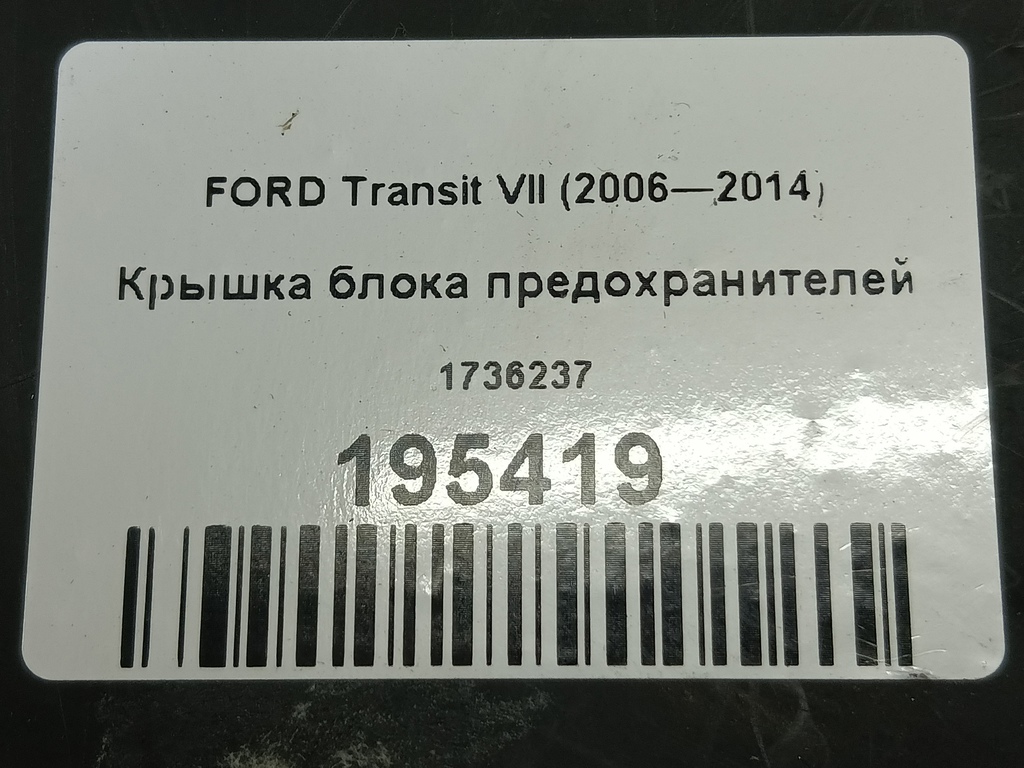 FORD Transit VII (2006—2014)
Крышка блока предохранителей
1736237
195419